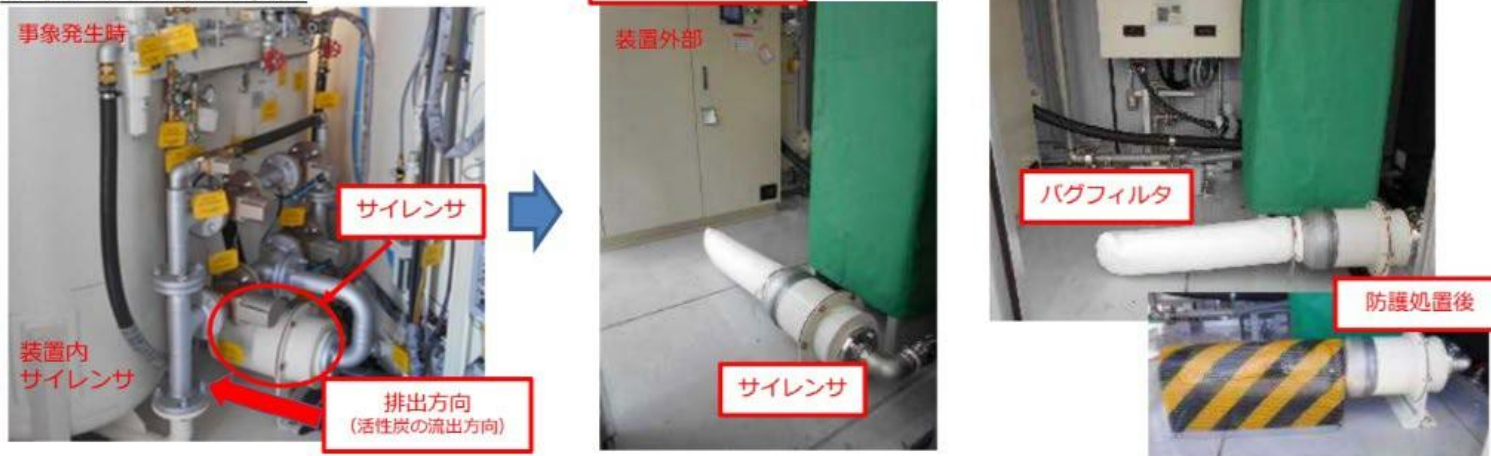 事象発生時
サイレンサ
装置内
サイレンサ
排出方向
(活性炭の流出方向)
装置外部
サイレンサ
バグフィルタ
防護処置後